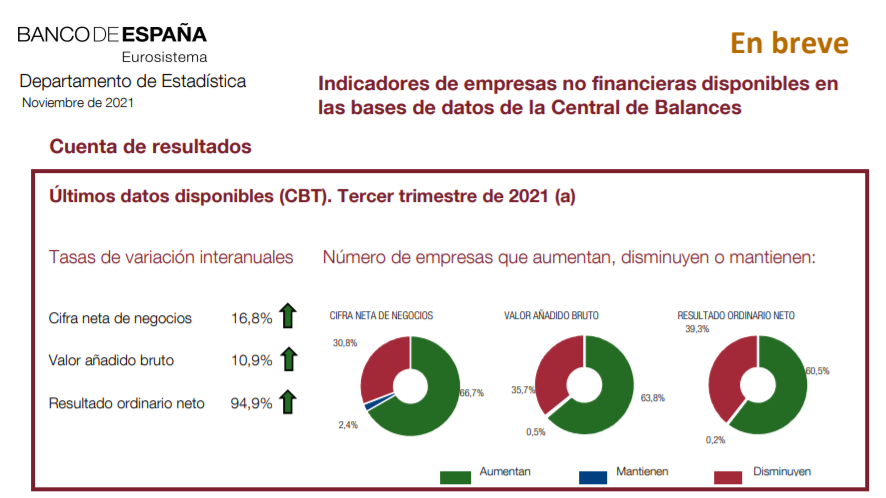 BANCO DE ESPAÑA
Eurosistema
En breve
Departamento de Estadística
Noviembre de 2021
Indicadores de empresas no financieras disponibles en
las bases de datos de la Central de Balances
Cuenta de resultados
Últimos datos disponibles (CBT). Tercer trimestre de 2021 (a)
Tasas de variación interanuales
Número de empresas que aumentan, disminuyen o mantienen:
Cifra neta de negocios 16,8%
Valor añadido bruto 10,9%
Resultado ordinario neto 94,9%
CIFRA NETA DE NEGOCIOS
30,8%
66,7%
2,4%
VALOR AÑADIDO BRUTO
35,7%
63,8%
0,5%
RESULTADO ORDINARIO NETO
39,3%
60,5%
0,2%
Aumentan Mantienen Disminuyen